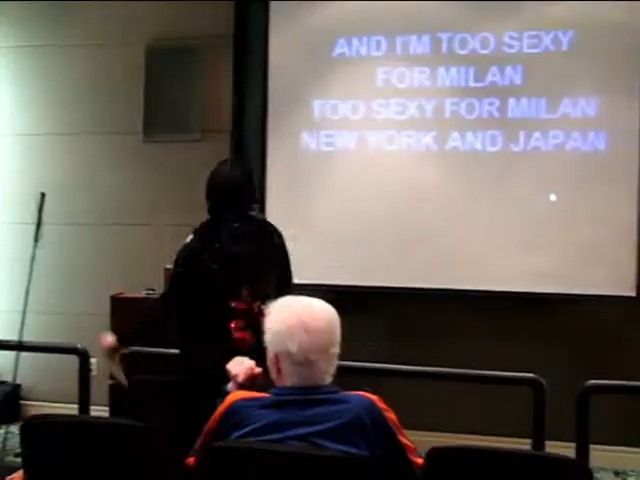 AND I'M TOO SEXY
FOR MILAN
TOO SEXY FOR MILAN
NEW YORK AND JAPAN